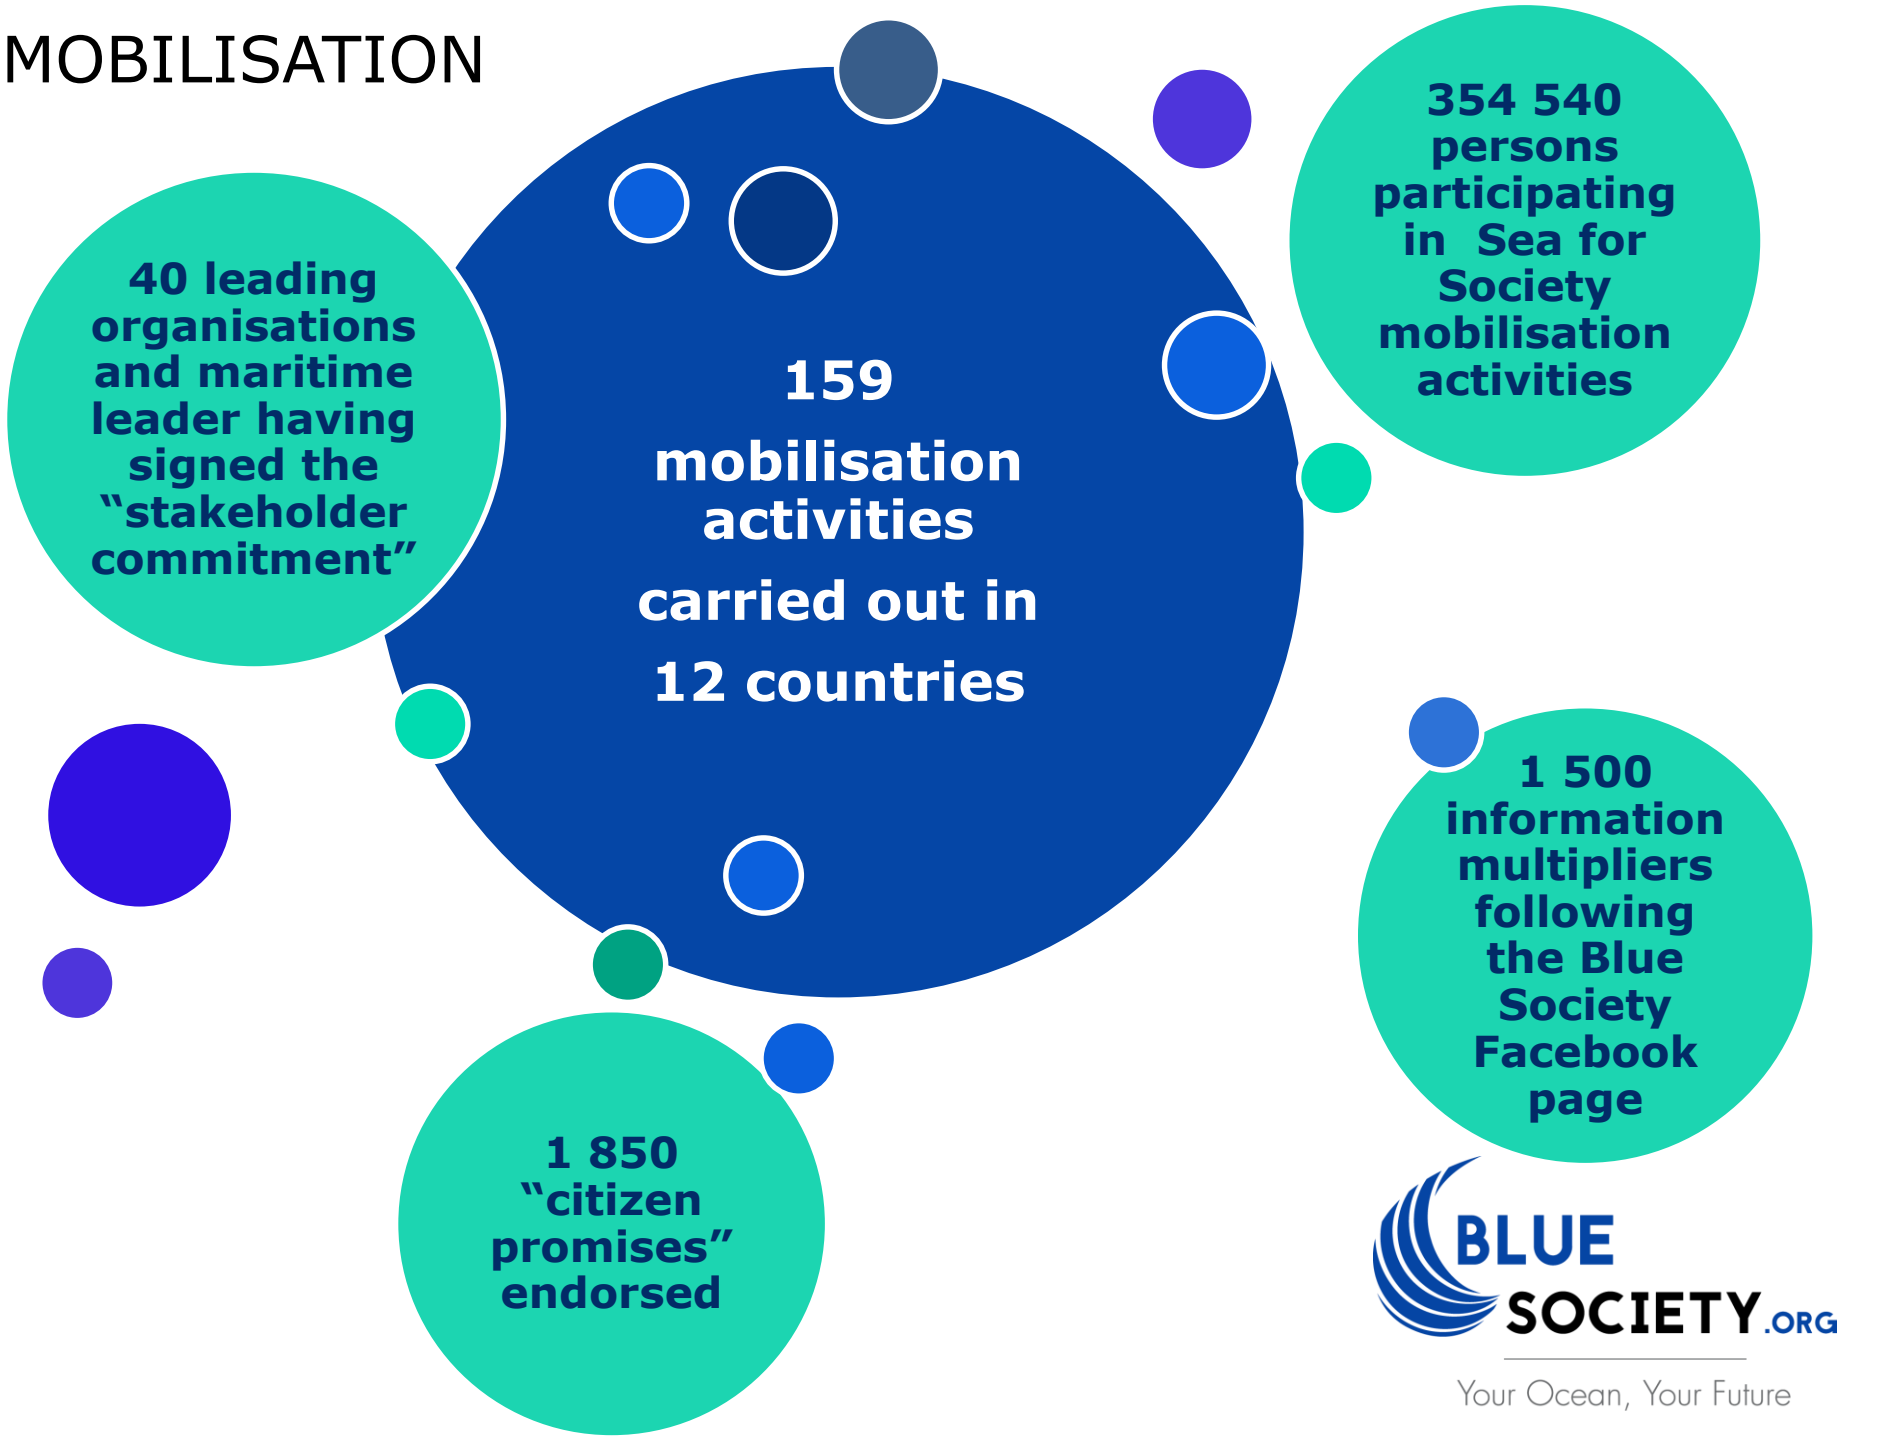 MOBILISATION
354 540
persons
participating
in  Sea for
Society
mobilisation
activities
40 leading
organisations
and maritime
leader having
signed the
“stakeholder
commitment”
159
mobilisation
activities
carried out in
12 countries
1 500
information
multipliers
following
the Blue
Society
Facebook
page
1 850
“citizen
promises”
endorsed
BLUE
SOCIETY.ORG
Your Ocean, Your Future